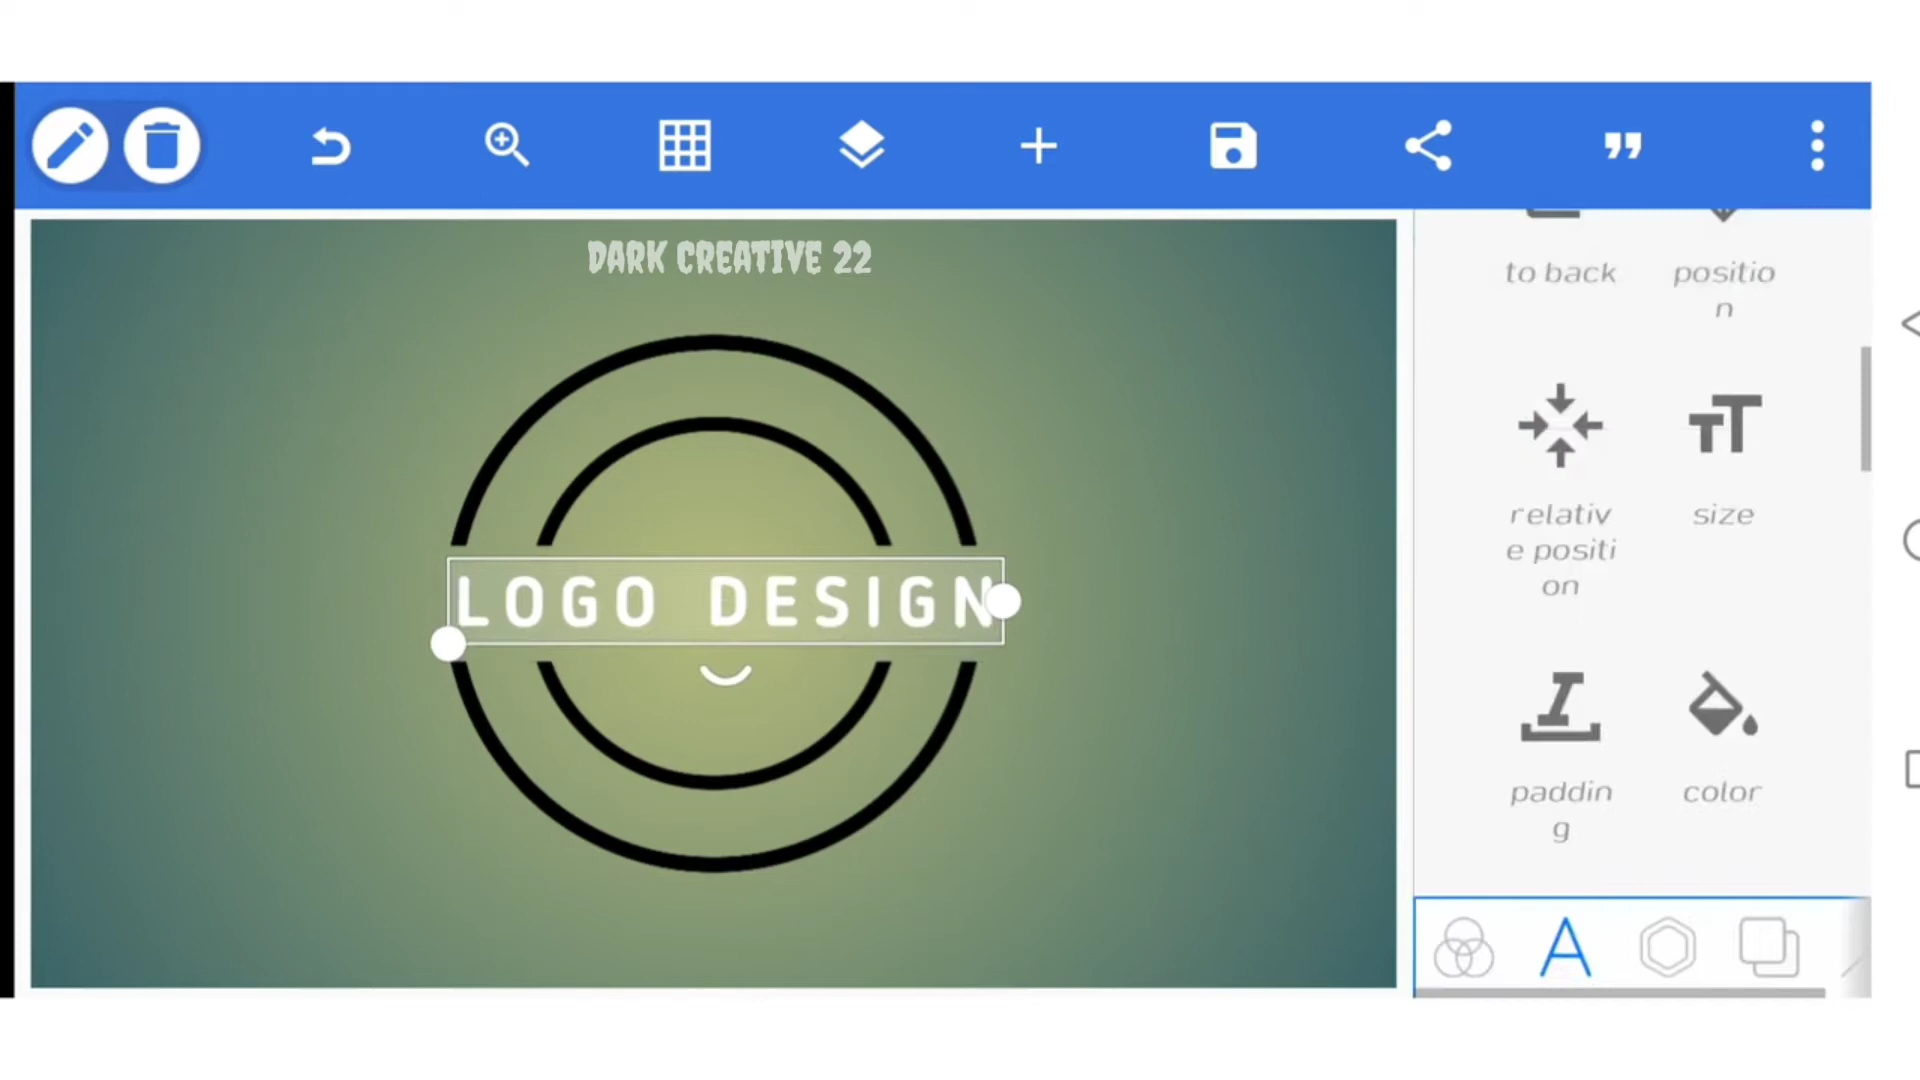 DARK CREATIVE 22
to back
positio
n
relativ
e positi
on
size
LOGO DESIGN
paddin
g
color